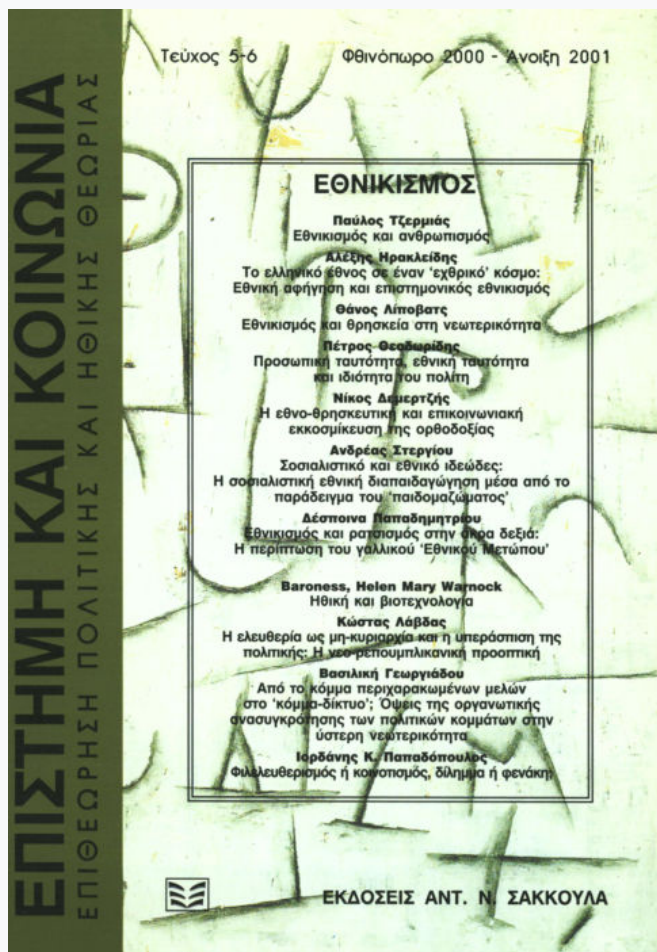 ΕΠΙΣΤΗΜΗ ΚΑΙ ΚΟΙΝΩΝΙΑ
ΕΠΙΘΕΩΡΗΣΗ ΠΟΛΙΤΙΚΗΣ ΚΑΙ ΗΘΙΚΗΣ ΘΕΩΡΙΑΣ
Τεύχος 5-6 Φθινόπωρο 2000 - Άνοιξη 2001
ΕΘΝΙΚΙΣΜΟΣ
Παύλος Τζερμιάς
Εθνικισμός και ανθρωπισμός
Αλέξης Ηρακλείδης
Το ελληνικό έθνος σε έναν ‘εχθρικό’ κόσμο:
Εθνική αφήγηση και επιστημονικός εθνικισμός
Θάνος Λίποβατς
Εθνικισμός και θρησκεία στη νεωτερικότητα
Πέτρος Θεοδωρίδης
Προσωπική ταυτότητα, εθνική ταυτότητα
και ιδιότητα του πολίτη
Νίκος Δεμερτζής
Η εθνο-θρησκευτική και επικοινωνιακή
εκκοσμίκευση της ορθοδοξίας
Ανδρέας Στεργίου
Σοσιαλιστικό και εθνικό ιδεώδες:
Η σοσιαλιστική εθνική διαπαιδαγώγηση μέσα από το
παράδειγμα του ‘παιδομαζώματος’
Δέσποινα Παπαδημητρίου
Εθνικισμός και ρατσισμός στην άκρα δεξιά:
Η περίπτωση του γαλλικού ‘Εθνικού Μετώπου’
Baroness, Helen Mary Warnock
Ηθική και βιοτεχνολογία
Κώστας Λάβδας
Η ελευθερία ως μη-κυριαρχία και η υπεράσπιση της
πολιτικής: Η νεο-ρεπουμπλικανική προοπτική
Βασιλική Γεωργιάδου
Από το κόμμα περιχαρακωμένων μελών
στο ‘κόμμα-δίκτυο’; Όψεις της οργανωτικής
ανασυγκρότησης των πολιτικών κομμάτων στην
ύστερη νεωτερικότητα
Ιορδάνης Κ. Παπαδόπουλος
Φιλελευθερισμός ή κοινοτισμός, δίλημμα ή φενάκη;
ΕΚΔΟΣΕΙΣ ΑΝΤ. Ν. ΣΑΚΚΟΥΛΑ